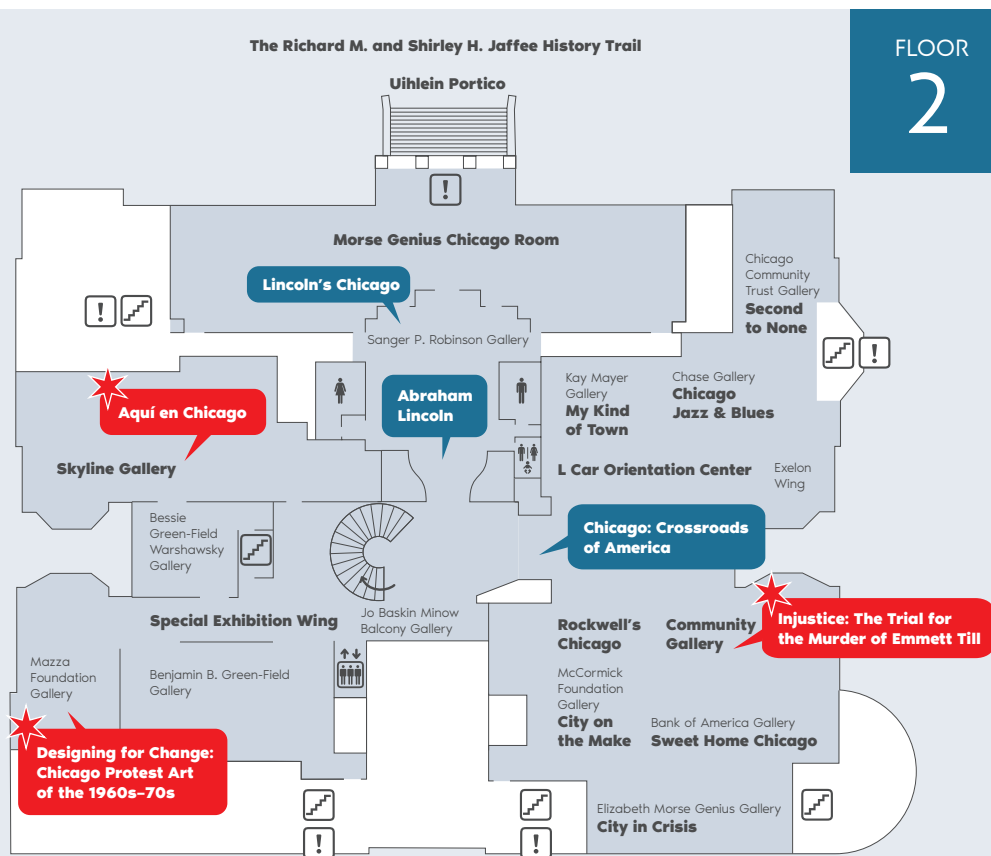 The Richard M. and Shirley H. Jaffee History Trail
FLOOR
2
Uihlein Portico
!
Morse Genius Chicago Room
Lincoln's Chicago
Sanger P. Robinson Gallery
Chicago
Community
Trust Gallery
Second
to None
!
!
Aquí en Chicago
Skyline Gallery
Abraham
Lincoln
Kay Mayer
Gallery
My Kind
of Town
Chase Gallery
Chicago
Jazz & Blues
L Car Orientation Center
Exelon
Wing
Bessie
Green-Field
Warshawsky
Gallery
Chicago: Crossroads
of America
Special Exhibition Wing
Jo Baskin Minow
Balcony Gallery
Rockwell's
Chicago
Community
Gallery
Injustice: The Trial for
the Murder of Emmett Till
Mazza
Foundation
Gallery
Benjamin B. Green-Field
Gallery
McCormick
Foundation
Gallery
City on
the Make
Bank of America Gallery
Sweet Home Chicago
Designing for Change:
Chicago Protest Art
of the 1960s–70s
Elizabeth Morse Genius Gallery
City in Crisis
!
!